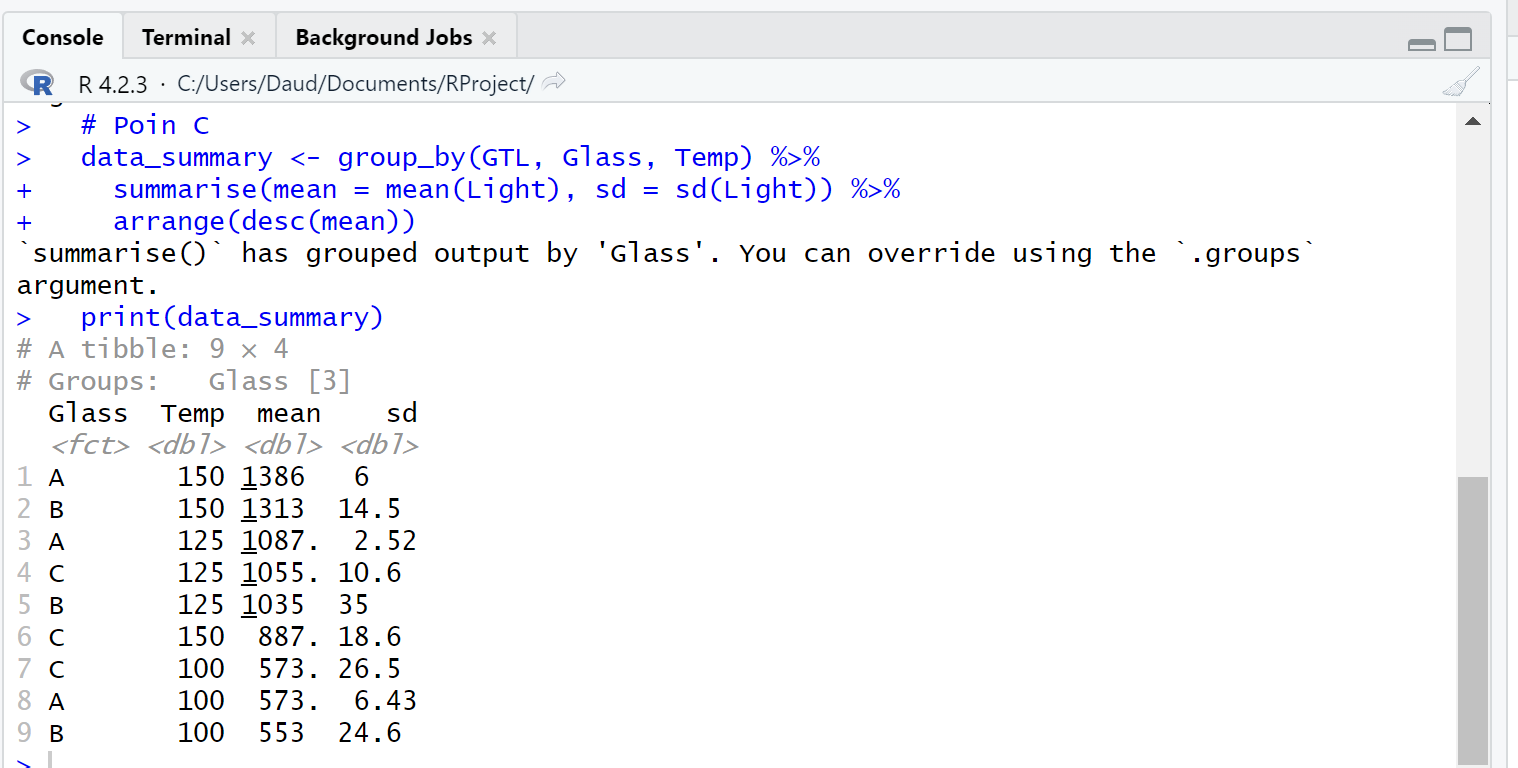 Console Terminal Background Jobs
R R 4.2.3 · C:/Users/Daud/Documents/RProject/
>   # Poin C
>   data_summary <- group_by(GTL, Glass, Temp) %>%
+     summarise(mean = mean(Light), sd = sd(Light)) %>%
+     arrange(desc(mean))
`summarise()` has grouped output by 'Glass'. You can override using the `.groups`
argument.
>   print(data_summary)
# A tibble: 9 × 4
# Groups:   Glass [3]
  Glass  Temp  mean    sd
  <fct> <dbl> <dbl> <dbl>
1 A       150 1386   6
2 B       150 1313  14.5
3 A       125 1087.  2.52
4 C       125 1055. 10.6
5 B       125 1035  35
6 C       150  887. 18.6
7 C       100  573. 26.5
8 A       100  573.  6.43
9 B       100  553  24.6
>